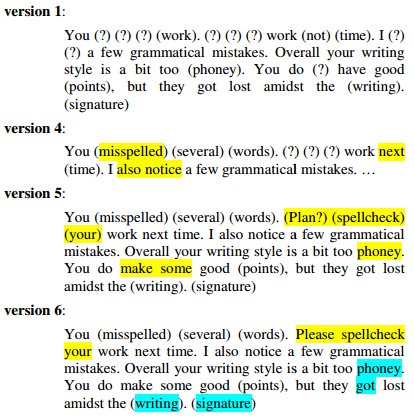 version 1:
You (?) (?) (?) (work). (?) (?) (?) work (not) (time). I (?)
(?) a few grammatical mistakes. Overall your writing
style is a bit too (phoney). You do (?) have good
(points), but they got lost amidst the (writing).
(signature)
version 4:
You (misspelled) (several) (words). (?) (?) (?) work next
(time). I also notice a few grammatical mistakes. …
version 5:
You (misspelled) (several) (words). (Plan?) (spellcheck)
(your) work next time. I also notice a few grammatical
mistakes. Overall your writing style is a bit too phoney.
You do make some good (points), but they got lost
amidst the (writing). (signature)
version 6:
You (misspelled) (several) (words). Please spellcheck
your work next time. I also notice a few grammatical
mistakes. Overall your writing style is a bit too phoney.
You do make some good (points), but they got lost
amidst the (writing). (signature)